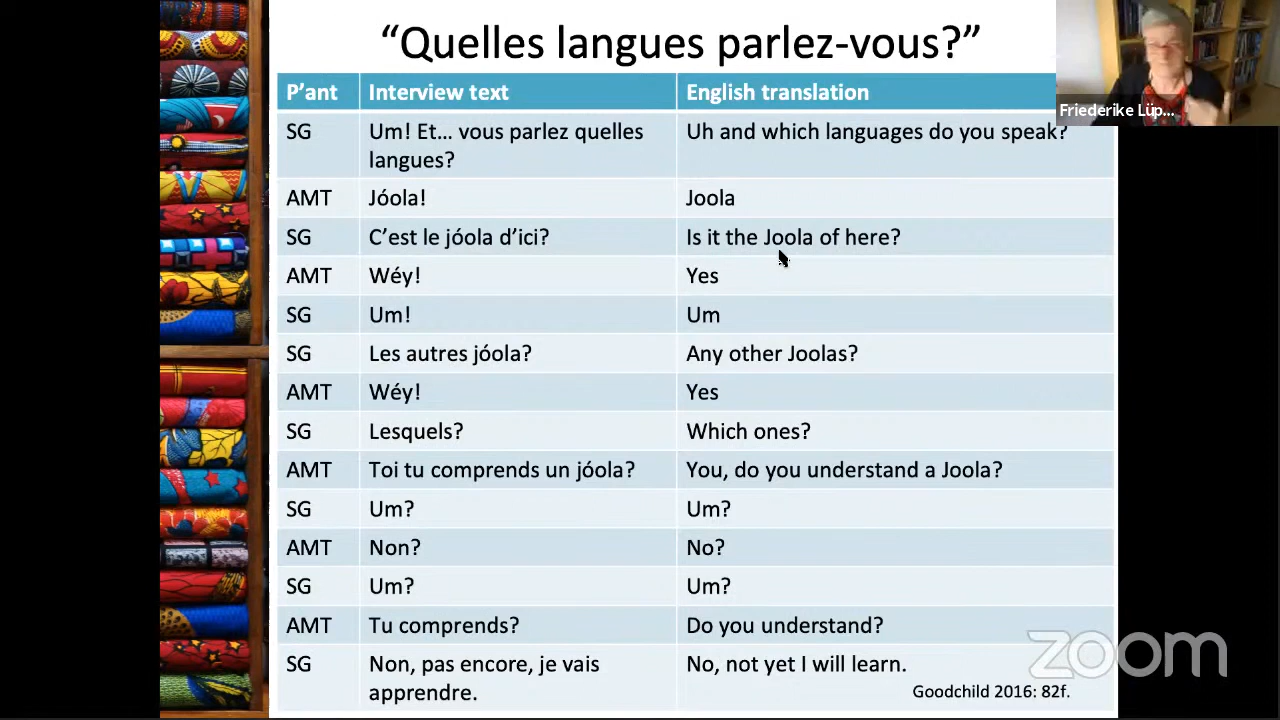 “Quelles langues parlez-vous?”
P’ant Interview text English translation
SG Um! Et… vous parlez quelles Uh and which languages do you speak?
langues?
AMT Jóola! Joola
SG C’est le jóola d’ici? Is it the Joola of here?
AMT Wéy! Yes
SG Um! Um
SG Les autres jóola? Any other Joolas?
AMT Wéy! Yes
SG Lesquels? Which ones?
AMT Toi tu comprends un jóola? You, do you understand a Joola?
SG Um? Um?
AMT Non? No?
SG Um? Um?
AMT Tu comprends? Do you understand?
SG Non, pas encore, je vais No, not yet I will learn.
apprendre.
Goodchild 2016: 82f.
Friederike Lüp...
zoom